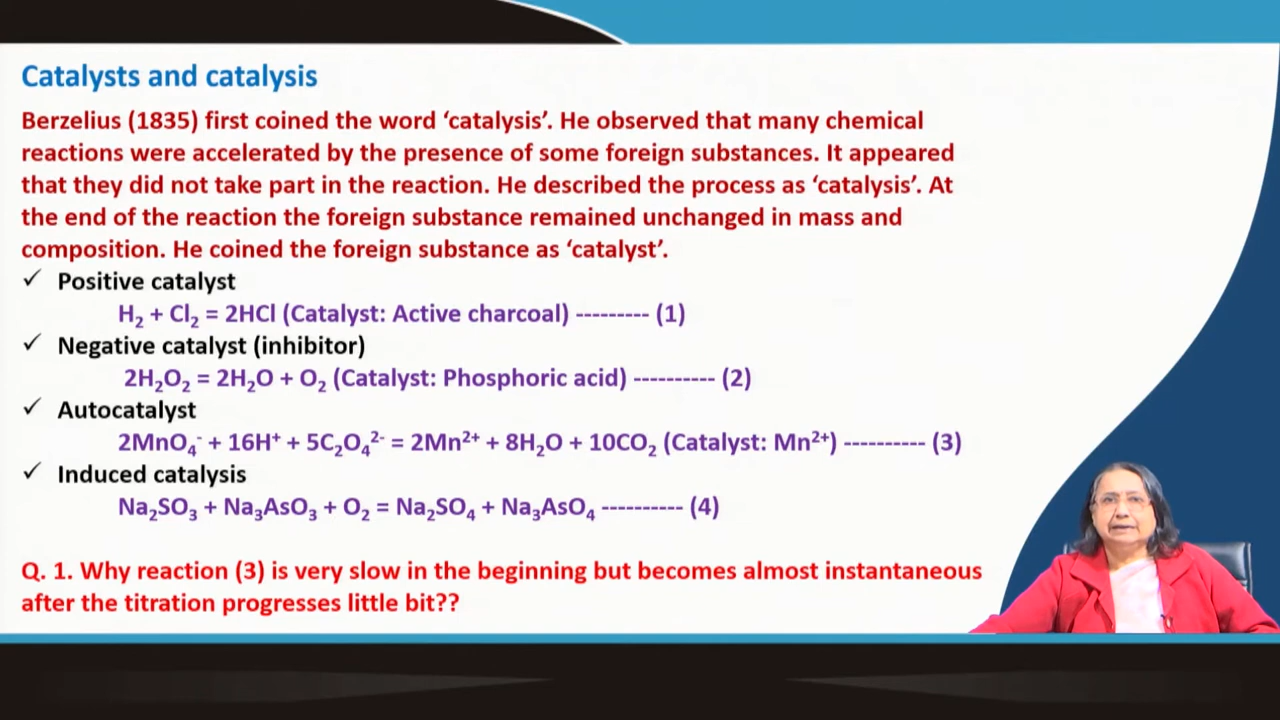 Catalysts and catalysis
Berzelius (1835) first coined the word ‘catalysis’. He observed that many chemical
reactions were accelerated by the presence of some foreign substances. It appeared
that they did not take part in the reaction. He described the process as ‘catalysis’. At
the end of the reaction the foreign substance remained unchanged in mass and
composition. He coined the foreign substance as ‘catalyst’.
✓ Positive catalyst
H₂ + Cl₂ = 2HCl (Catalyst: Active charcoal) --------- (1)
✓ Negative catalyst (inhibitor)
2H₂O₂ = 2H₂O + O₂ (Catalyst: Phosphoric acid) ---------- (2)
✓ Autocatalyst
2MnO₄⁻ + 16H⁺ + 5C₂O₄²⁻ = 2Mn²⁺ + 8H₂O + 10CO₂ (Catalyst: Mn²⁺) ---------- (3)
✓ Induced catalysis
Na₂SO₃ + Na₃AsO₃ + O₂ = Na₂SO₄ + Na₃AsO₄ ---------- (4)
Q. 1. Why reaction (3) is very slow in the beginning but becomes almost instantaneous
after the titration progresses little bit??